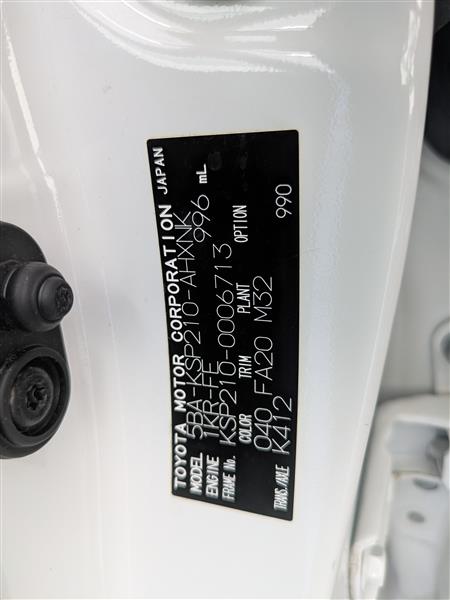 TOYOTA MOTOR CORPORATION JAPAN
MODEL 5BA-KSP210-AHXNK
ENGINE 1KR-FE 996 mL
FRAME No. KSP210-0006713
COLOR TRIM PLANT OPTION
040 FA20 M32
TRANS./AXLE K412 990